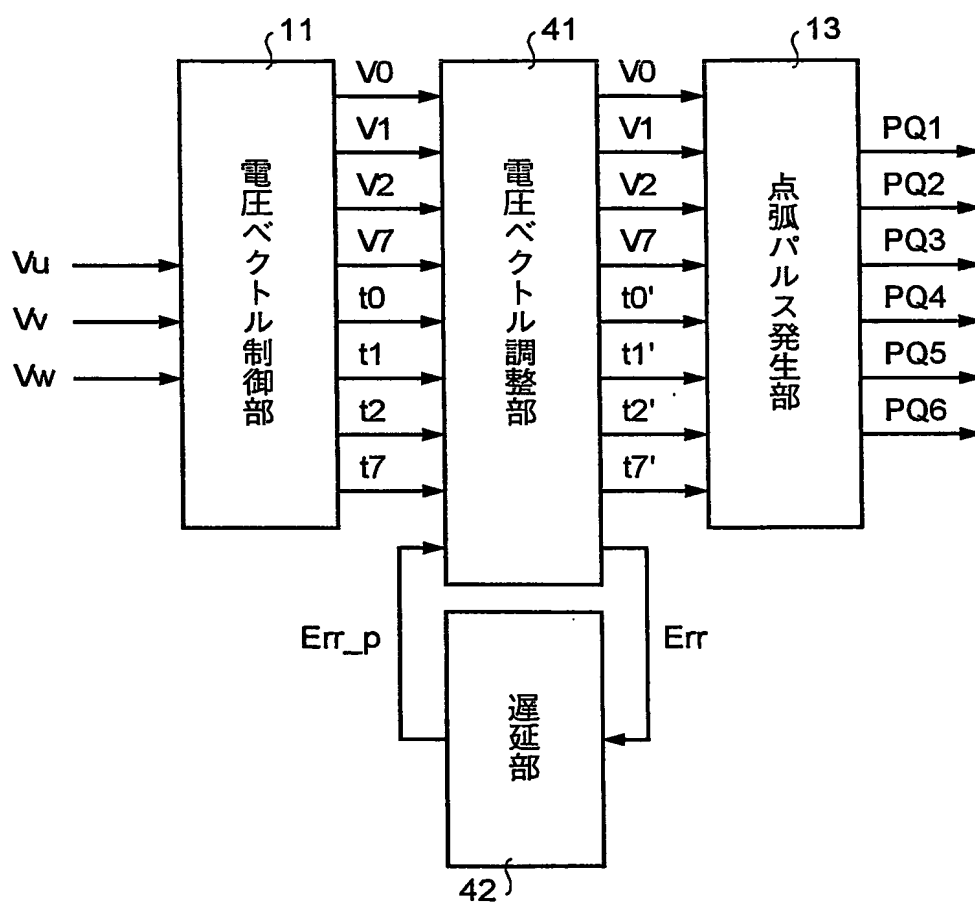 11
41
13
電圧ベクトル制御部
電圧ベクトル調整部
点弧パルス発生部
Vu
Vv
Vw
V0
V1
V2
V7
t0
t1
t2
t7
V0
V1
V2
V7
t0'
t1'
t2'
t7'
PQ1
PQ2
PQ3
PQ4
PQ5
PQ6
Err_p
Err
遅延部
42